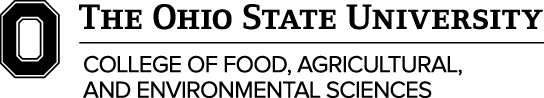 The Ohio State University
COLLEGE OF FOOD, AGRICULTURAL,
AND ENVIRONMENTAL SCIENCES